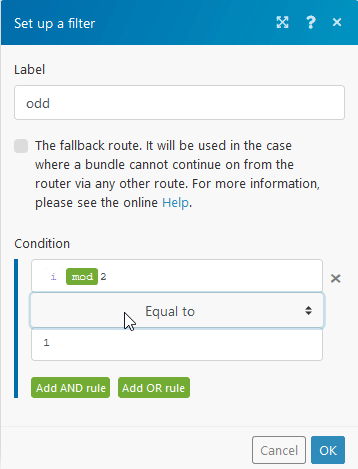 Set up a filter
Label
odd
The fallback route. It will be used in the case
where a bundle cannot continue on from the
router via any other route. For more information,
please see the online Help.
Condition
i mod 2
Equal to
1
Add AND rule Add OR rule
Cancel OK